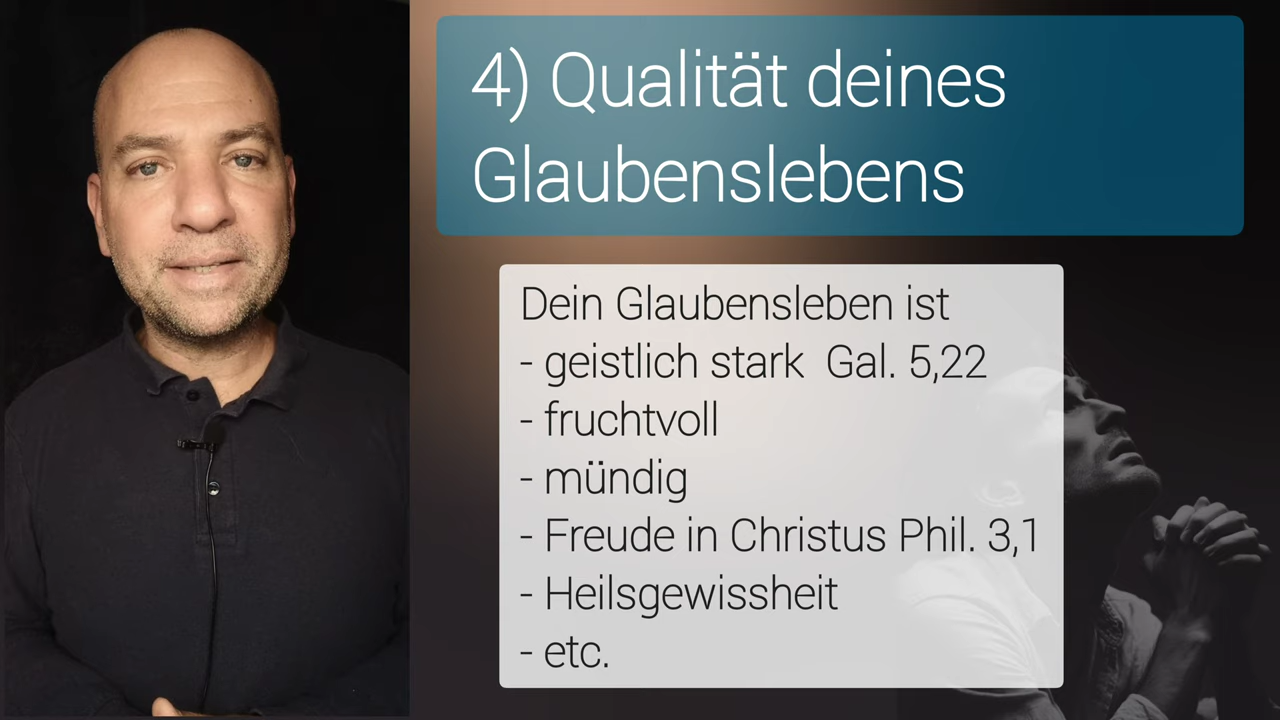 4) Qualität deines
Glaubenslebens
Dein Glaubensleben ist
- geistlich stark  Gal. 5,22
- fruchtvoll
- mündig
- Freude in Christus Phil. 3,1
- Heilsgewissheit
- etc.